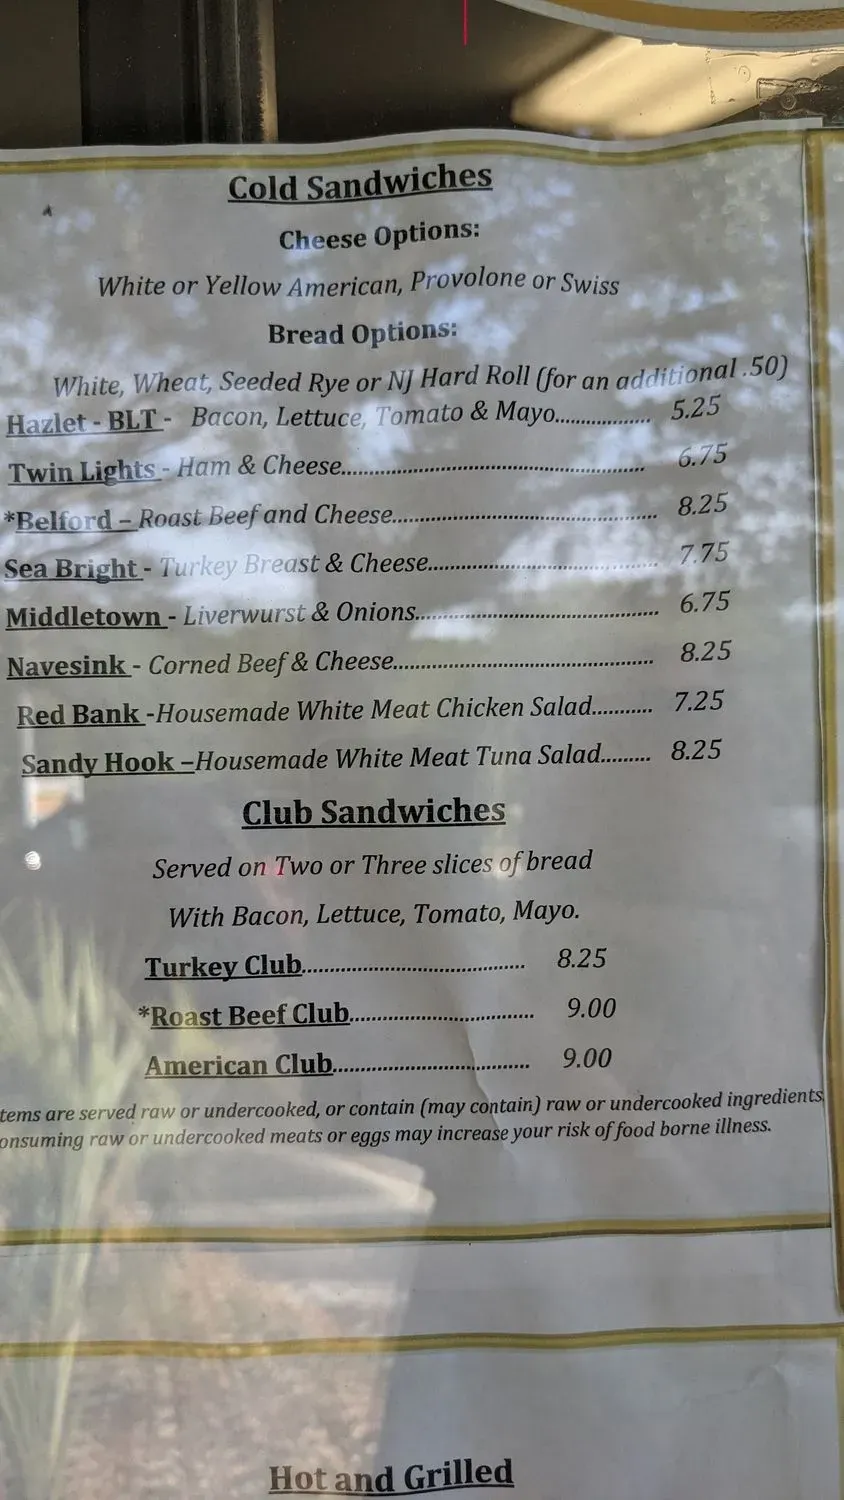 Cold Sandwiches
Cheese Options:
White or Yellow American, Provolone or Swiss
Bread Options:
White, Wheat, Seeded Rye or NJ Hard Roll (for an additional .50)
Hazlet - BLT - Bacon, Lettuce, Tomato & Mayo................. 5.25
Twin Lights - Ham & Cheese............................................................ 6.75
*Belford – Roast Beef and Cheese..................................................... 8.25
Sea Bright - Turkey Breast & Cheese.............................................. 7.75
Middletown - Liverwurst & Onions................................................. 6.75
Navesink - Corned Beef & Cheese.................................................... 8.25
Red Bank -Housemade White Meat Chicken Salad........... 7.25
Sandy Hook –Housemade White Meat Tuna Salad......... 8.25
Club Sandwiches
Served on Two or Three slices of bread
With Bacon, Lettuce, Tomato, Mayo.
Turkey Club............................................ 8.25
*Roast Beef Club.................................... 9.00
American Club....................................... 9.00
tems are served raw or undercooked, or contain (may contain) raw or undercooked ingredients
onsuming raw or undercooked meats or eggs may increase your risk of food borne illness.
Hot and Grilled